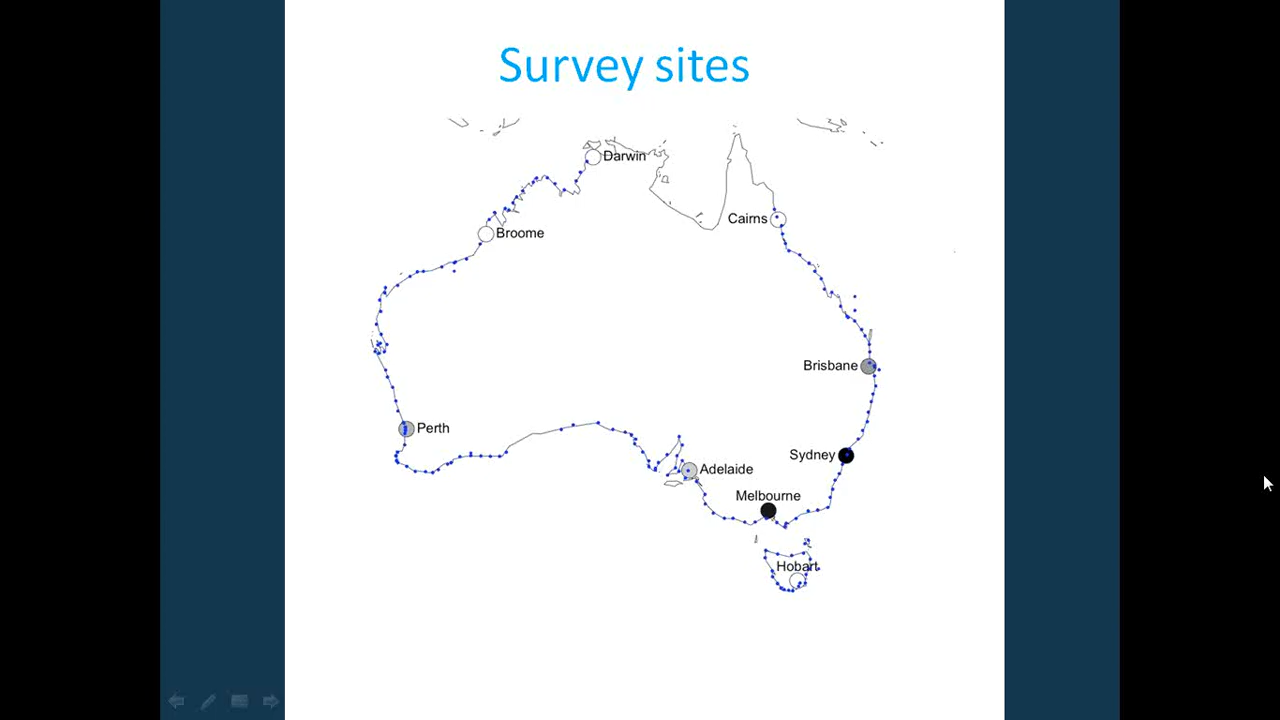 Survey sites
Darwin
Cairns
Broome
Brisbane
Perth
Sydney
Adelaide
Melbourne
Hobart